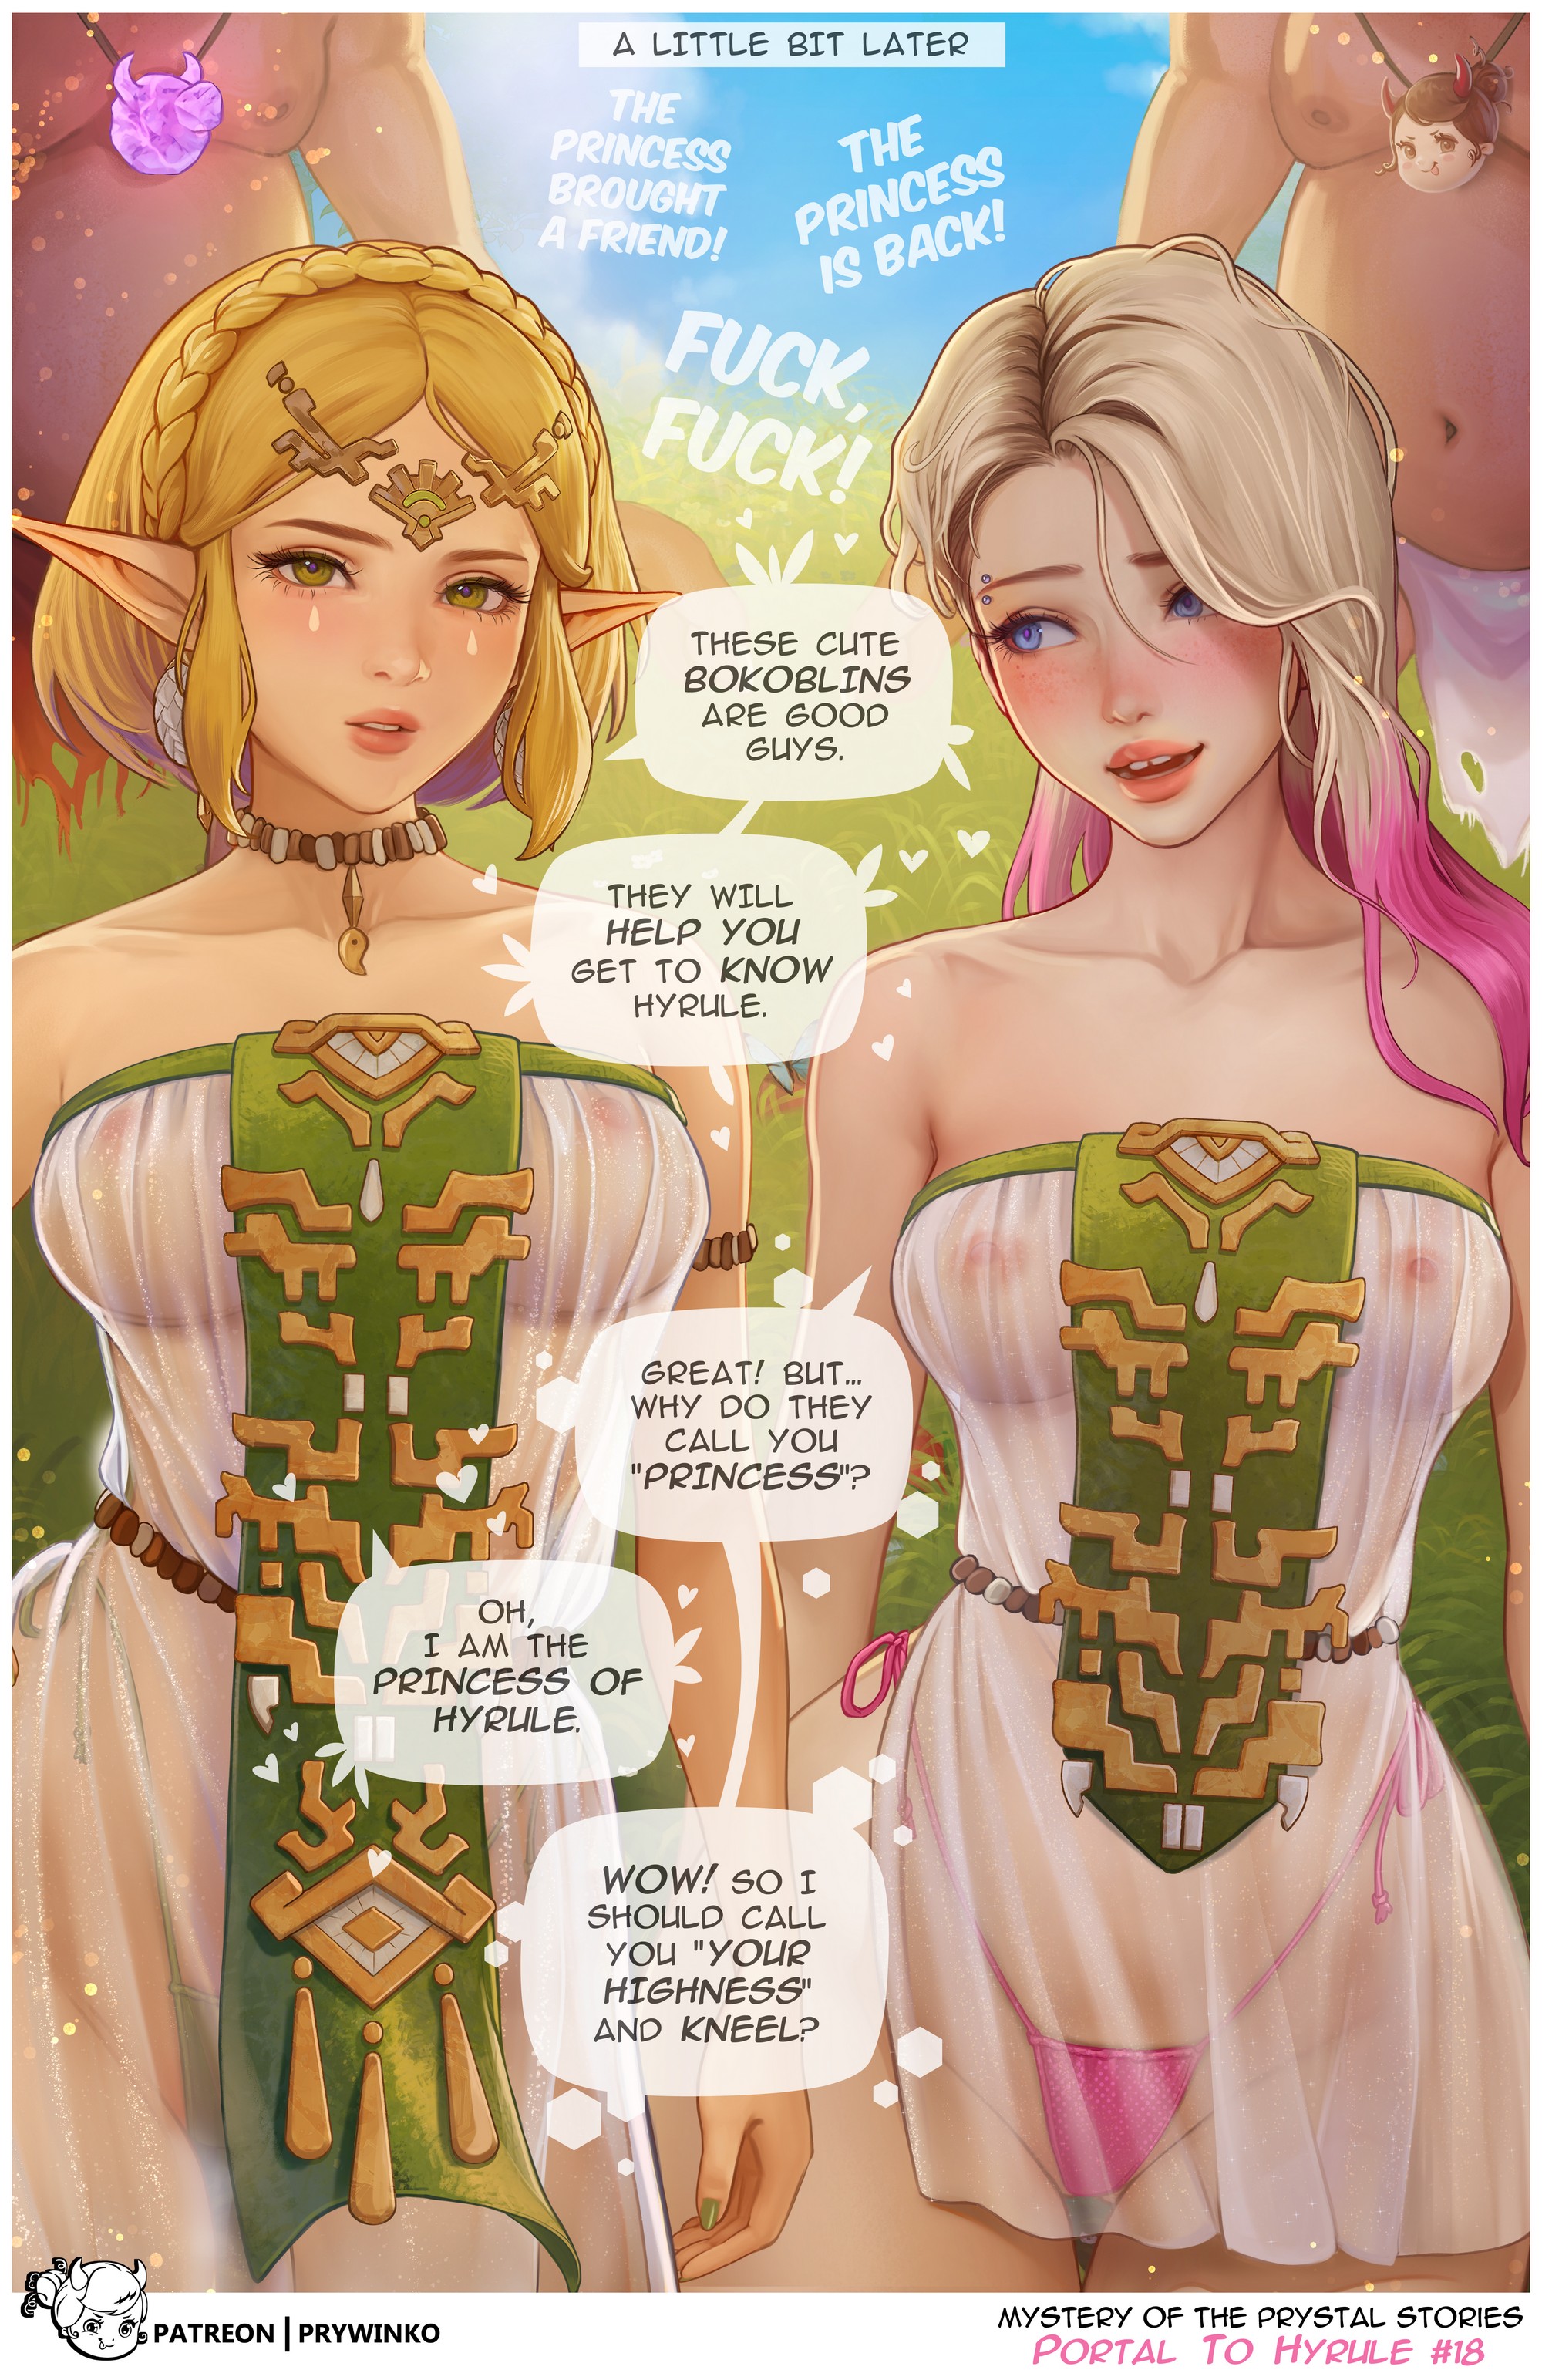 A LITTLE BIT LATER
THE
PRINCESS
BROUGHT
A FRIEND!
THE
PRINCESS
IS BACK!
FUCK,
FUCK!
THESE CUTE
BOKOBLINS
ARE GOOD
GUYS.
THEY WILL
HELP YOU
GET TO KNOW
HYRULE.
GREAT! BUT...
WHY DO THEY
CALL YOU
"PRINCESS"?
OH,
I AM THE
PRINCESS OF
HYRULE.
WOW! SO I
SHOULD CALL
YOU "YOUR
HIGHNESS"
AND KNEEL?
PATREON | PRYWINKO
MYSTERY OF THE PRYSTAL STORIES
PORTAL TO HYRULE #18